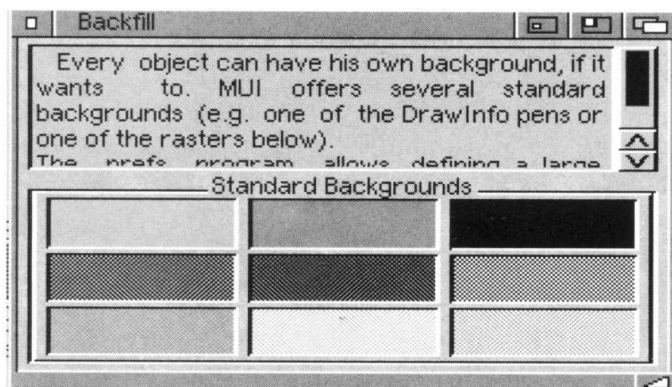 Backfill
Every object can have his own background, if it
wants to. MUI offers several standard
backgrounds (e.g. one of the DrawInfo pens or
one of the rasters below).
The prefs program allows defining a large
Standard Backgrounds